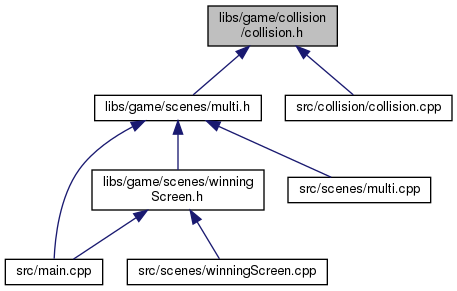 libs/game/collision
/collision.h
libs/game/scenes/multi.h
src/collision/collision.cpp
libs/game/scenes/winning
Screen.h
src/scenes/multi.cpp
src/main.cpp
src/scenes/winningScreen.cpp